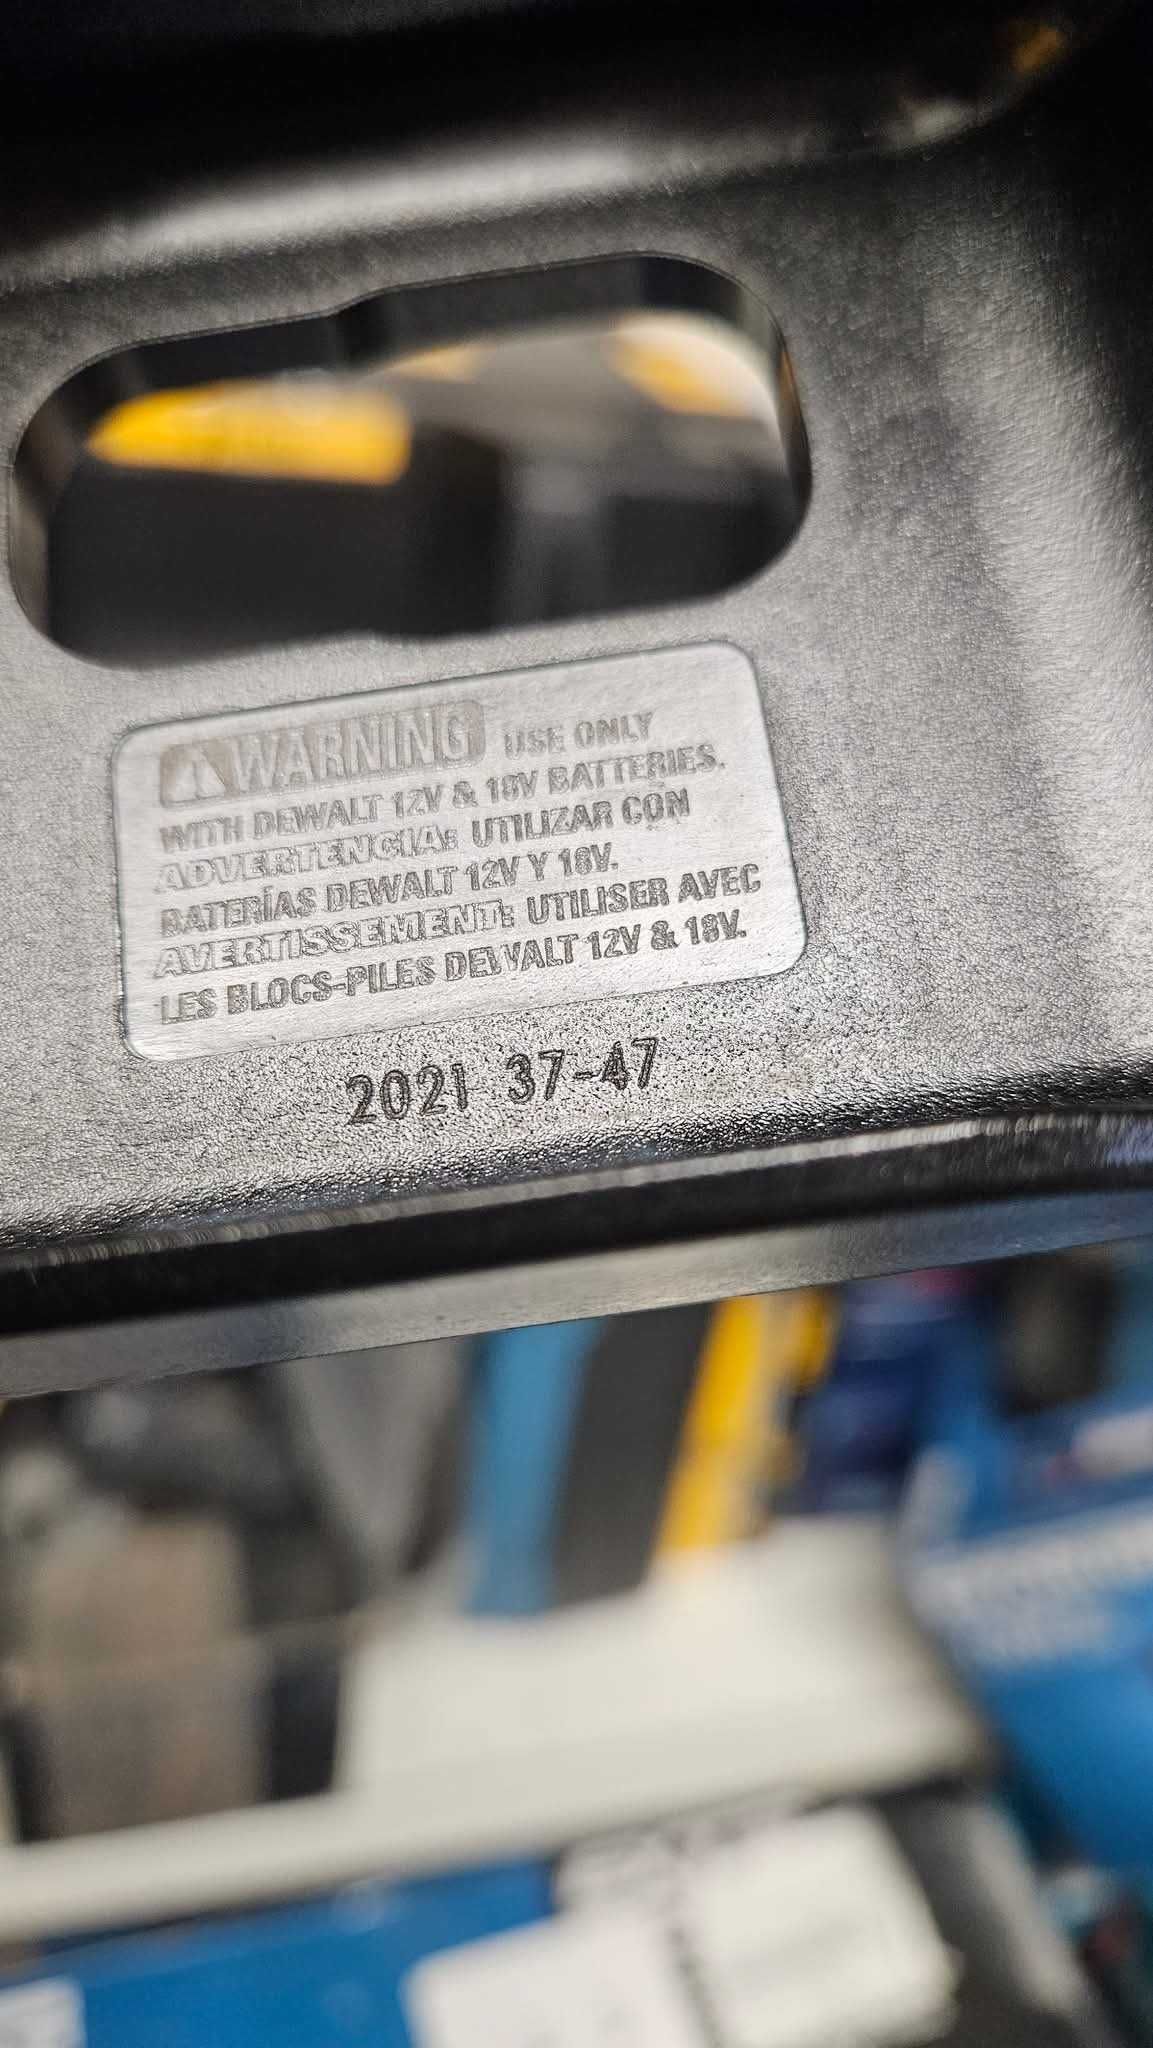 WARNING USE ONLY
WITH DEWALT 12V & 18V BATTERIES.
ADVERTENCIA: UTILIZAR CON
BATERÍAS DEWALT 12V Y 18V.
AVERTISSEMENT: UTILISER AVEC
LES BLOCS-PILES DEWALT 12V & 18V.
2021 37-47